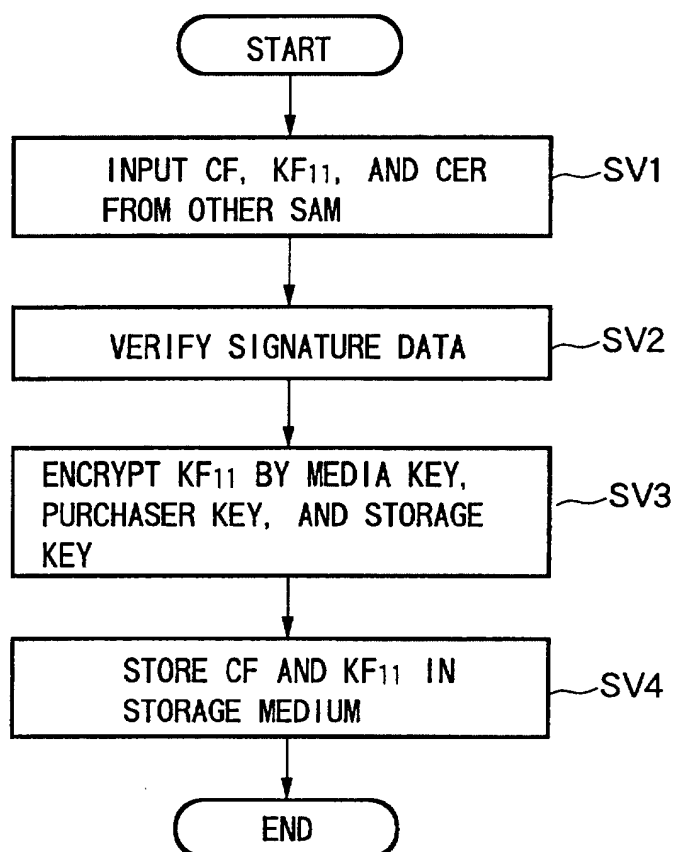 START
INPUT CF, KF11, AND CER
FROM OTHER SAM
SV1
VERIFY SIGNATURE DATA
SV2
ENCRYPT KF11 BY MEDIA KEY,
PURCHASER KEY, AND STORAGE
KEY
SV3
STORE CF AND KF11 IN
STORAGE MEDIUM
SV4
END